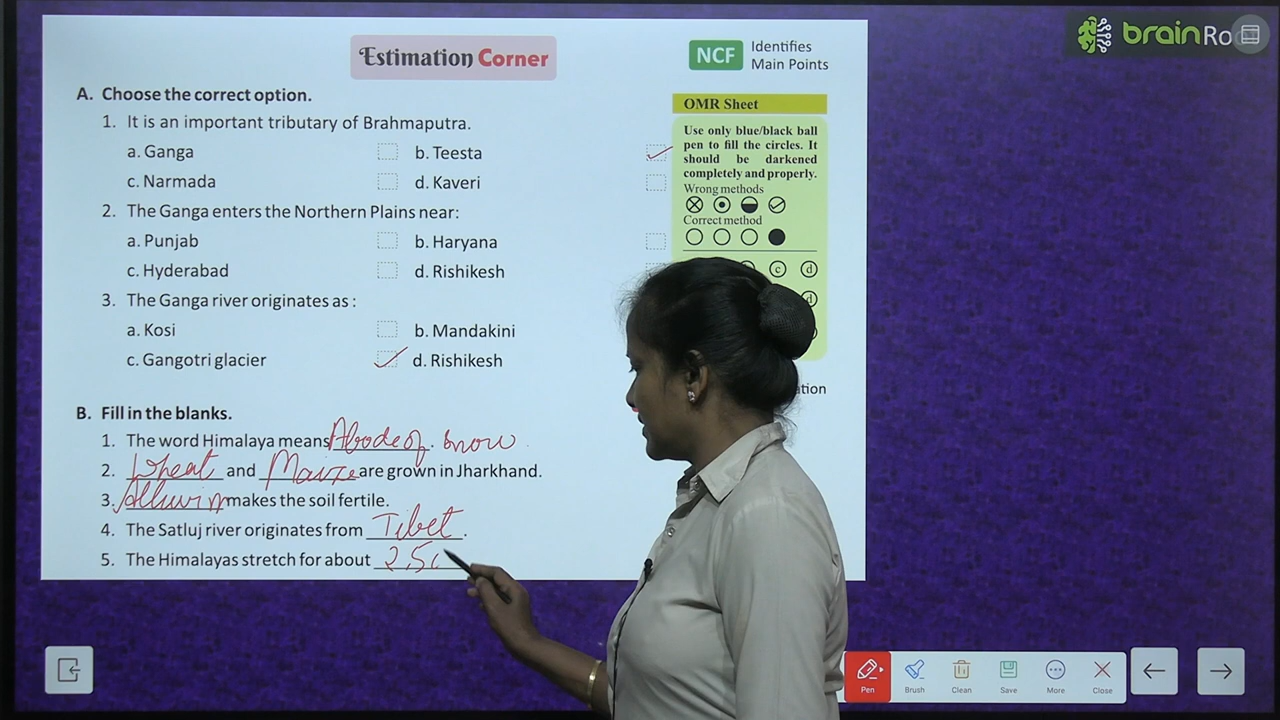 brainRo
Estimation Corner
NCF Identifies
Main Points
A. Choose the correct option.
1. It is an important tributary of Brahmaputra.
a. Ganga b. Teesta
c. Narmada d. Kaveri
2. The Ganga enters the Northern Plains near:
a. Punjab b. Haryana
c. Hyderabad d. Rishikesh
3. The Ganga river originates as :
a. Kosi b. Mandakini
c. Gangotri glacier d. Rishikesh
OMR Sheet
Use only blue/black ball
pen to fill the circles. It
should be darkened
completely and properly.
Wrong methods
Correct method
c d
d
ation
B. Fill in the blanks.
1. The word Himalaya means Abode of. Snow
2. Wheat and Maize are grown in Jharkhand.
3. Alluvim makes the soil fertile.
4. The Satluj river originates from Tibet.
5. The Himalayas stretch for about 2,50
Pen Brush Clean Save More Close